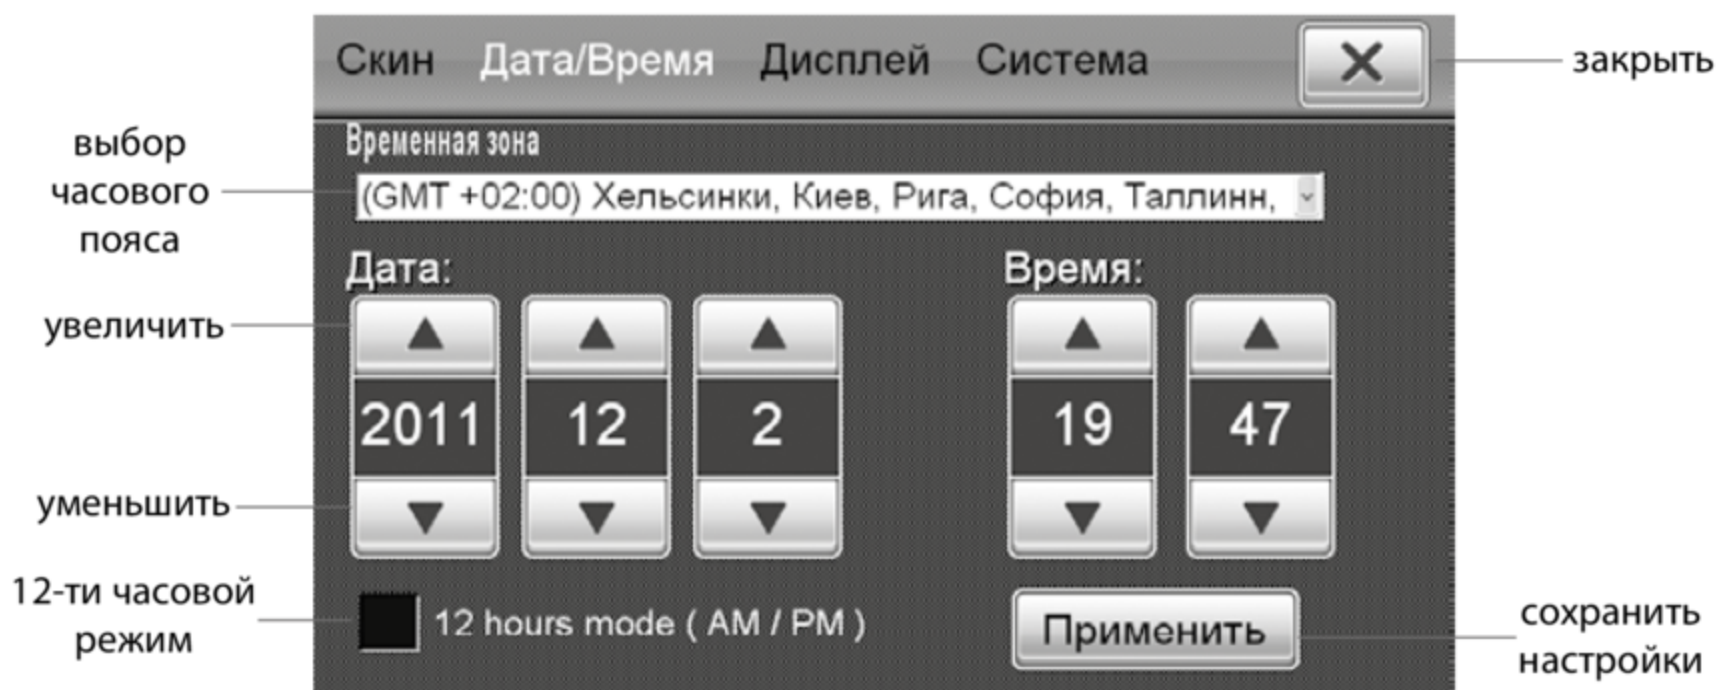 Скин Дата/Время Дисплей Система
закрыть
выбор
часового
пояса
Временная зона
(GMT +02:00) Хельсинки, Киев, Рига, София, Таллинн,
Дата:
Время:
увеличить
2011 12 2 19 47
уменьшить
12-ти часовой
режим
12 hours mode ( AM / PM )
Применить
сохранить
настройки